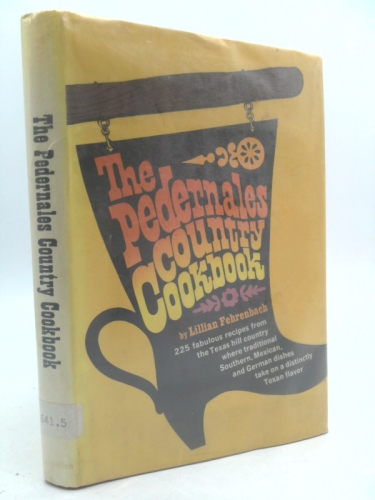 The Pedernales Country Cookbook
641.5
The
Pedernales
Country
Cookbook
by Lillian Fehrenbach
225 fabulous recipes from
the Texas hill country
where traditional
Southern, Mexican,
and German dishes
take on a distinctly
Texan flavor